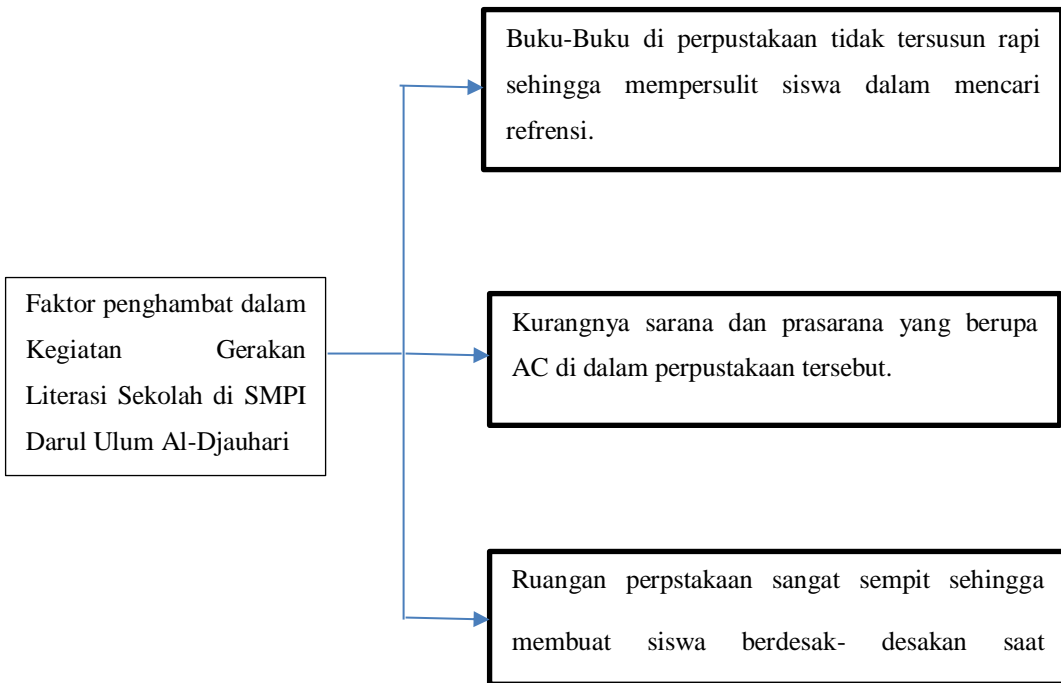 Buku-Buku di perpustakaan tidak tersusun rapi
sehingga mempersulit siswa dalam mencari
refrensi.
Faktor penghambat dalam
Kegiatan Gerakan
Literasi Sekolah di SMPI
Darul Ulum Al-Djauhari
Kurangnya sarana dan prasarana yang berupa
AC di dalam perpustakaan tersebut.
Ruangan perpstakaan sangat sempit sehingga
membuat siswa berdesak- desakan saat